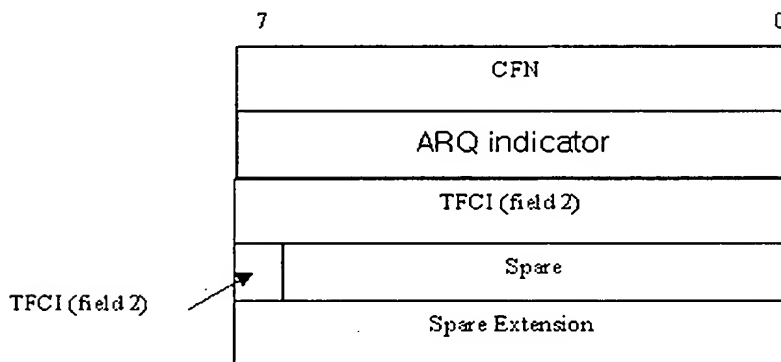 7 0
CFN
ARQ indicator
TFCI (field 2)
Spare
TFCI (field 2)
Spare Extension